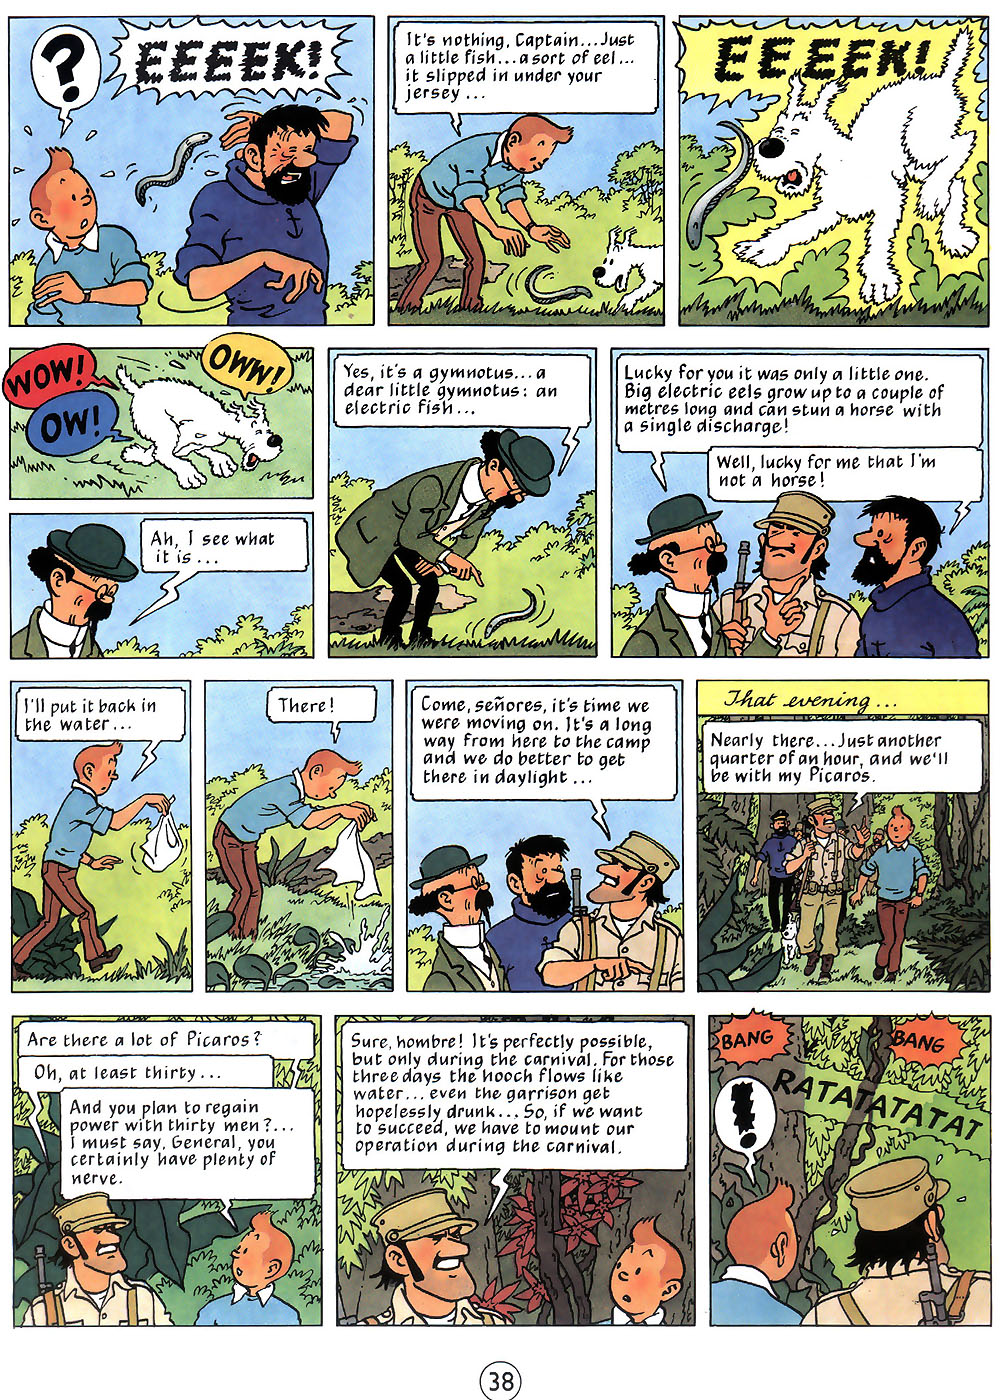 ?
EEEEEK!
It's nothing, Captain...Just
a little fish...a sort of eel...
it slipped in under your
jersey...
EEEEEK!
WOW!
OW!
OWW!
Ah, I see what
it is...
Yes, it's a gymnotus...a
dear little gymnotus: an
electric fish...
Lucky for you it was only a little one.
Big electric eels grow up to a couple of
metres long and can stun a horse with
a single discharge!
Well, lucky for me that I'm
not a horse!
I'll put it back in
the water...
There!
Come, señores, it's time we
were moving on. It's a long
way from here to the camp
and we do better to get
there in daylight...
That evening...
Nearly there...Just another
quarter of an hour, and we'll
be with my Picaros.
Are there a lot of Picaros?
Oh, at least thirty...
And you plan to regain
power with thirty men?...
I must say, General, you
certainly have plenty of
nerve.
Sure, hombre! It's perfectly possible,
but only during the carnival. For those
three days the hooch flows like
water... even the garrison get
hopelessly drunk... So, if we want
to succeed, we have to mount our
operation during the carnival.
BANG
BANG
RATATATATAT
!
38